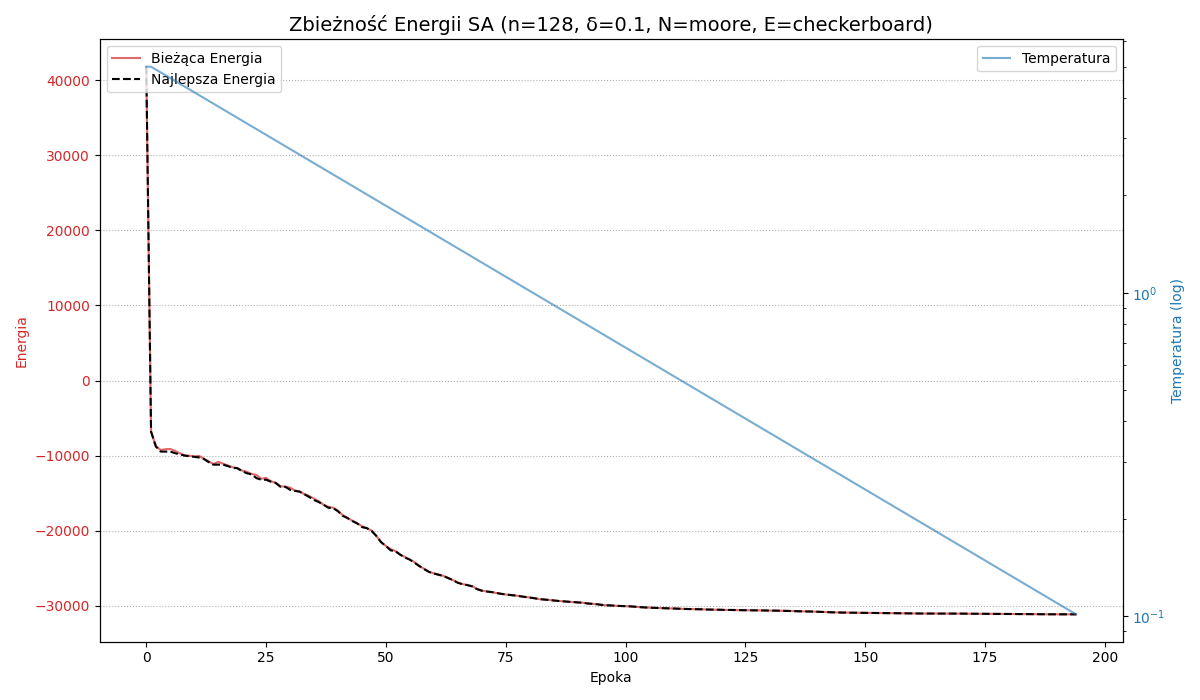 Zbieżność Energii SA (n=128, δ=0.1, N=moore, E=checkerboard)
Bieżąca Energia
Najlepsza Energia
Temperatura
40000
30000
20000
10000
0
−10000
−20000
−30000
Energia
10⁰
10⁻¹
Temperatura (log)
0
25
50
75
100
125
150
175
200
Epoka